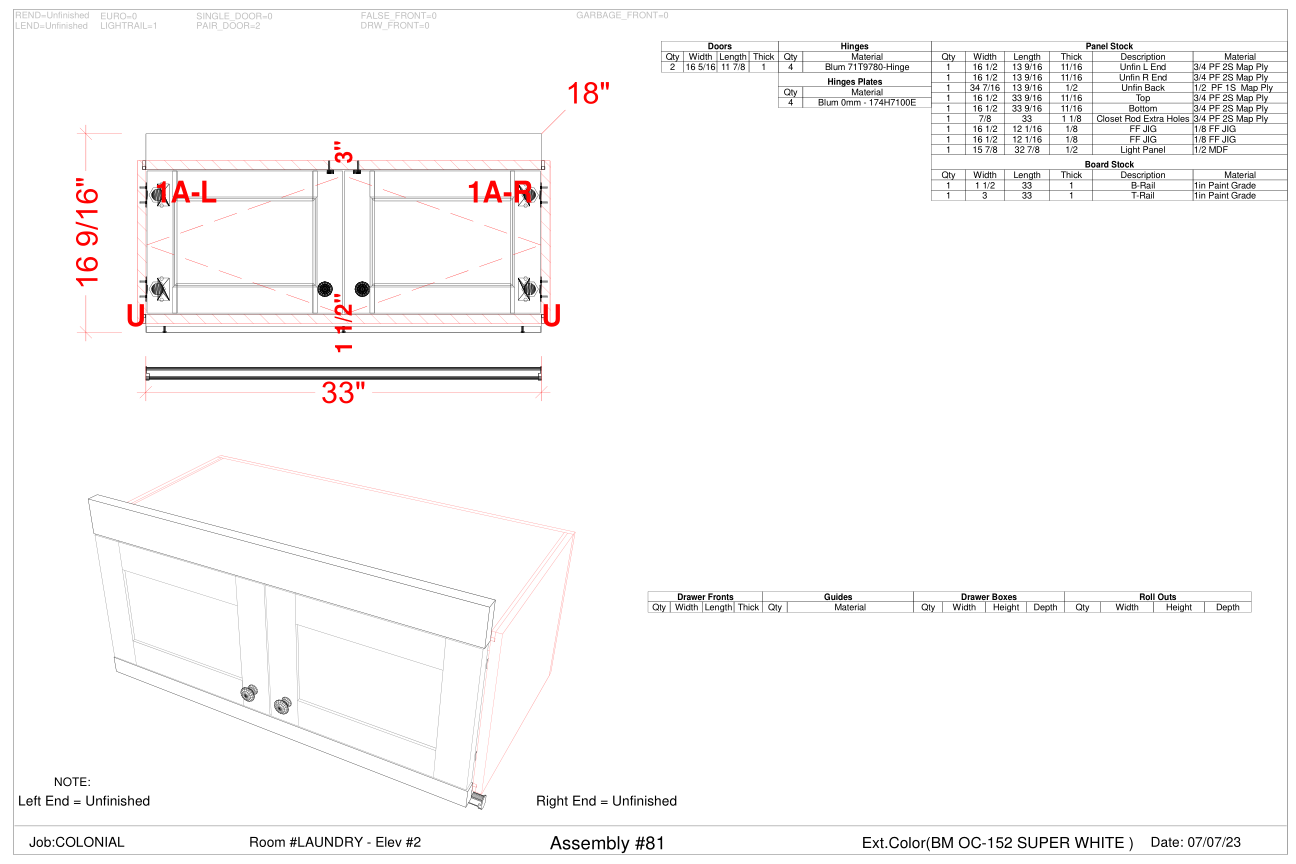 REND=Unfinished EURO=0 SINGLE_DOOR=0 FALSE_FRONT=0 GARBAGE_FRONT=0
LEND=Unfinished LIGHTRAIL=1 PAIR_DOOR=2 DRW_FRONT=0
Doors Hinges Panel Stock
Qty Width Length Thick Qty Material Qty Width Length Thick Description Material
2 16 5/16 11 7/8 1 4 Blum 71T9780-Hinge 1 16 1/2 13 9/16 11/16 Unfin L End 3/4 PF 2S Map Ply
1 16 1/2 13 9/16 11/16 Unfin R End 3/4 PF 2S Map Ply
Hinges Plates 1 34 7/16 13 9/16 1/2 Unfin Back 1/2 PF 1S Map Ply
Qty Material 1 16 1/2 33 9/16 11/16 Top 3/4 PF 2S Map Ply
4 Blum 0mm - 174H7100E 1 16 1/2 33 9/16 11/16 Bottom 3/4 PF 2S Map Ply
1 7/8 33 1 1/8 Closet Rod Extra Holes 3/4 PF 2S Map Ply
1 16 1/2 12 1/16 1/8 FF JIG 1/8 FF JIG
1 16 1/2 12 1/16 1/8 FF JIG 1/8 FF JIG
1 15 7/8 32 7/8 1/2 Light Panel 1/2 MDF
Board Stock
Qty Width Length Thick Description Material
1 1 1/2 33 1 B-Rail 1in Paint Grade
1 3 33 1 T-Rail 1in Paint Grade
18"
3"
1A-L 1A-R
16 9/16"
U U
1 1/2"
33"
Drawer Fronts Guides Drawer Boxes Roll Outs
Qty Width Length Thick Qty Material Qty Width Height Depth Qty Width Height Depth
NOTE:
Left End = Unfinished Right End = Unfinished
Job:COLONIAL Room #LAUNDRY - Elev #2 Assembly #81 Ext.Color(BM OC-152 SUPER WHITE ) Date: 07/07/23